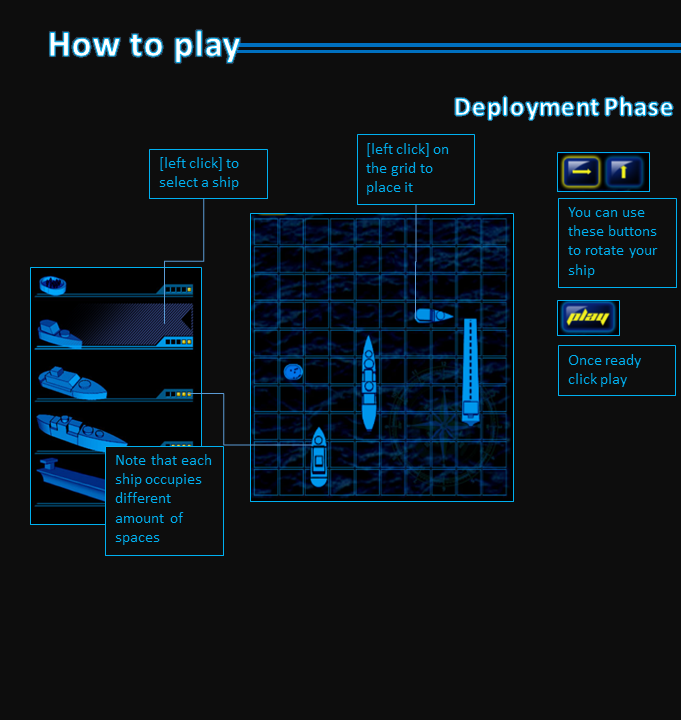 How to play
Deployment Phase
[left click] to
select a ship
[left click] on
the grid to
place it
You can use
these buttons
to rotate your
ship
play
Once ready
click play
Note that each
ship occupies
different
amount of
spaces